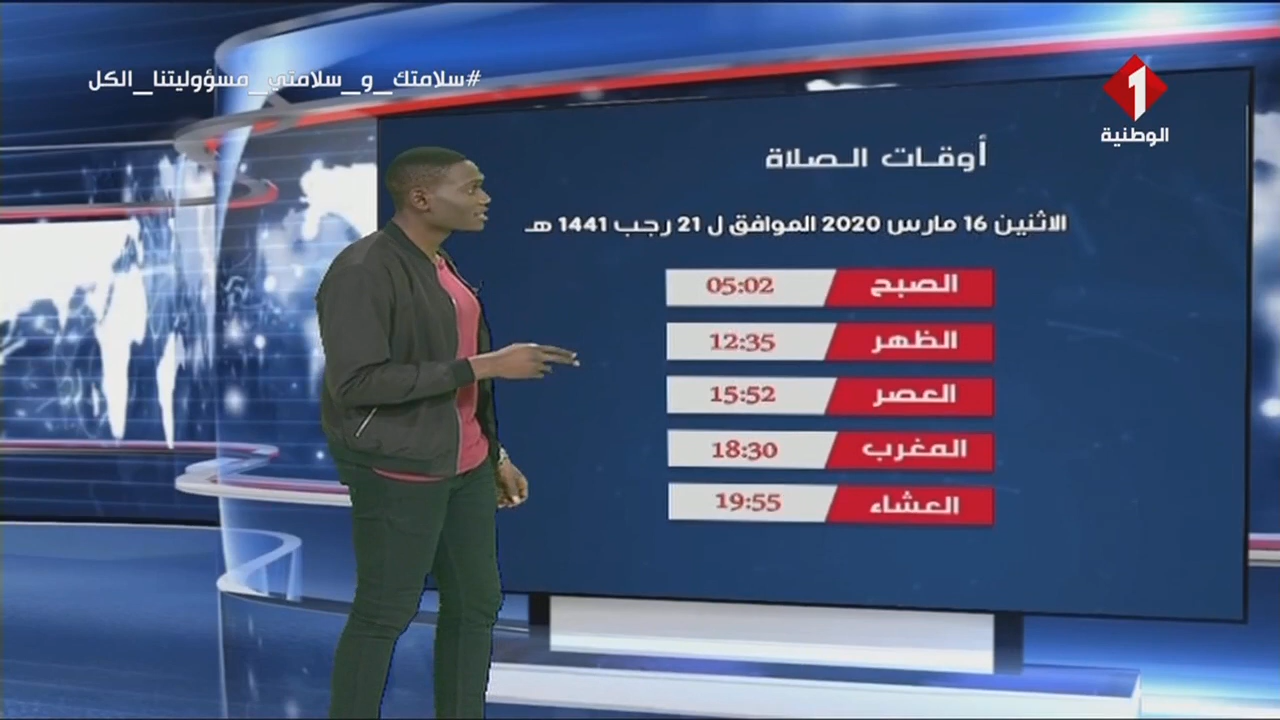 #سلامتك_و_سلامتي_مسؤوليتنا_الكل
1
الوطنية
أوقات الصلاة
الاثنين 16 مارس 2020 الموافق ل 21 رجب 1441 هـ
الصبح 05:02
الظهر 12:35
العصر 15:52
المغرب 18:30
العشاء 19:55